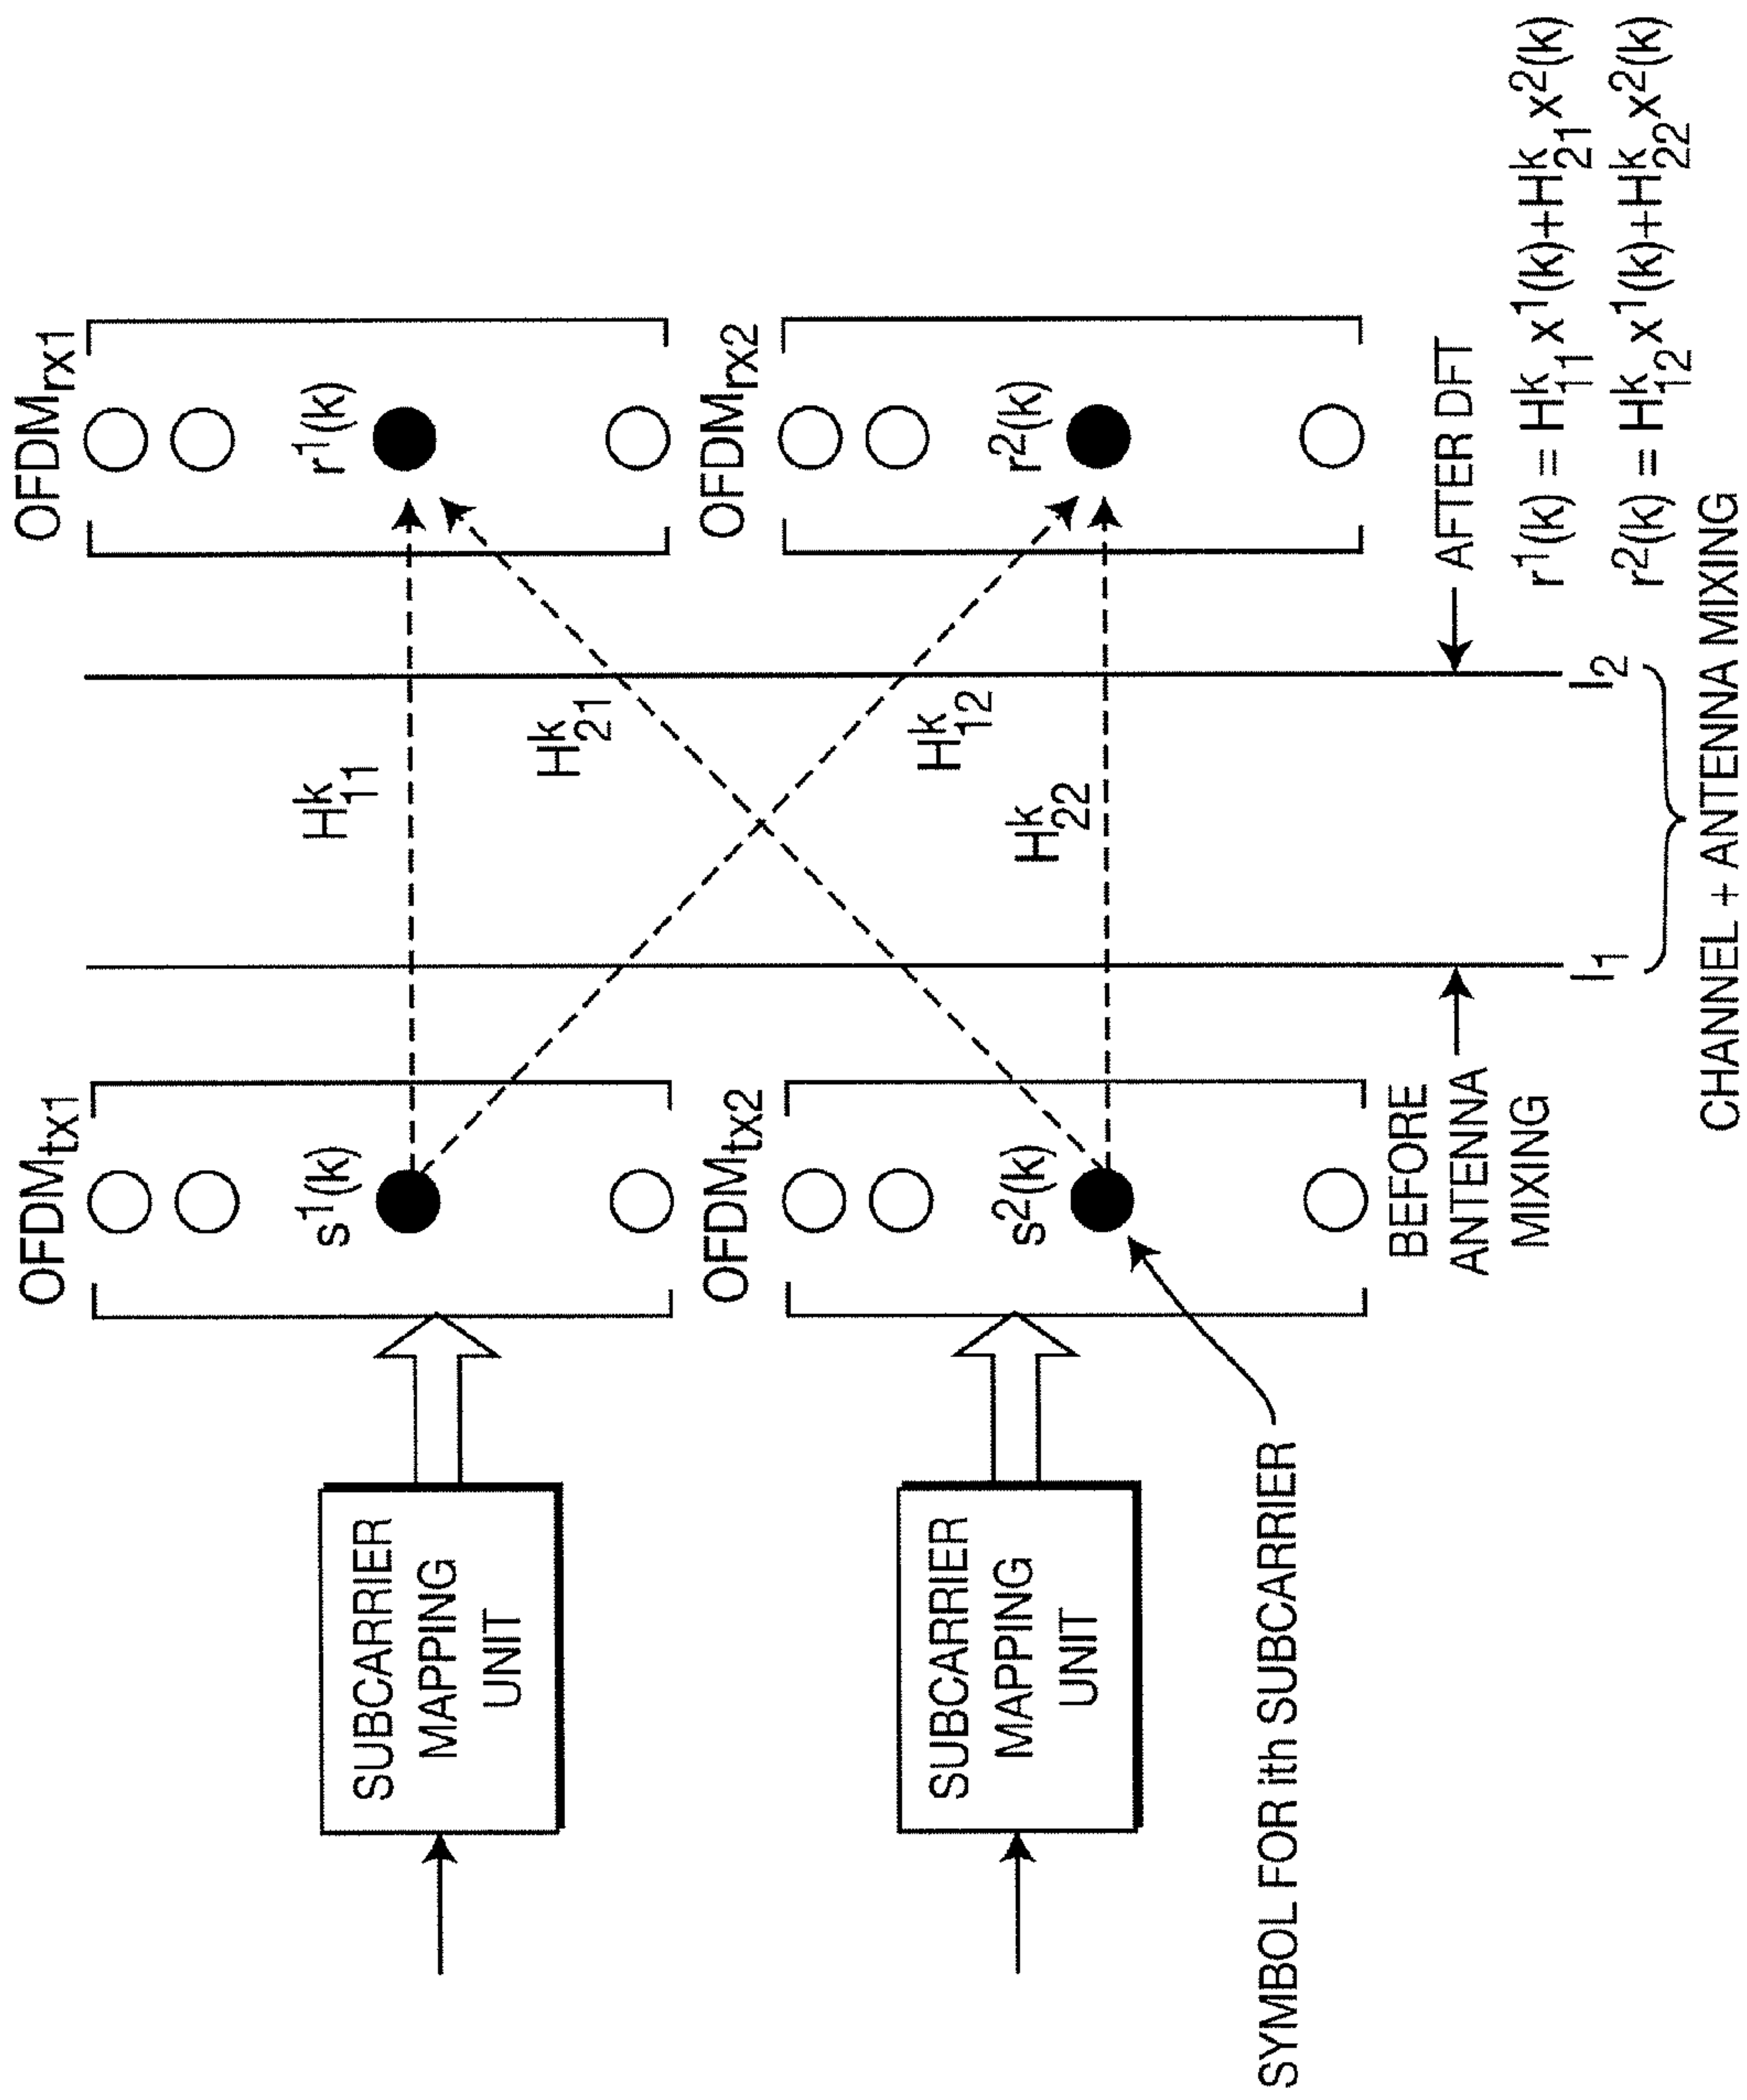 OFDMtx1
OFDMrx1
SUBCARRIER
MAPPING
UNIT
s1(k)
Hk11
r1(k)
Hk21
OFDMtx2
OFDMrx2
SUBCARRIER
MAPPING
UNIT
s2(k)
Hk12
Hk22
r2(k)
SYMBOL FOR ith SUBCARRIER
BEFORE
ANTENNA
MIXING
AFTER DFT
r1(k) = Hk11x1(k)+Hk21x2(k)
r2(k) = Hk12x1(k)+Hk22x2(k)
I1
I2
CHANNEL + ANTENNA MIXING